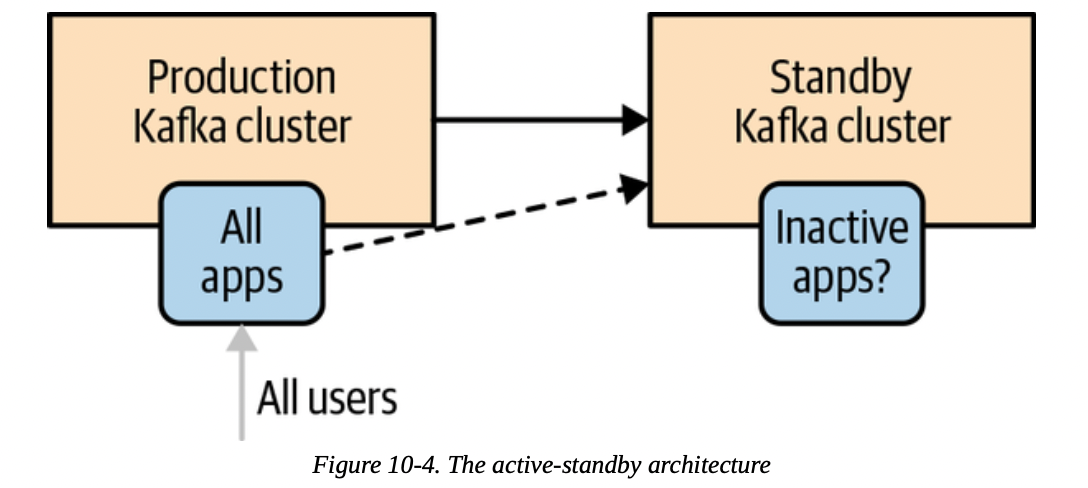 Production
Kafka cluster
Standby
Kafka cluster
All
apps
Inactive
apps?
All users
Figure 10-4. The active-standby architecture